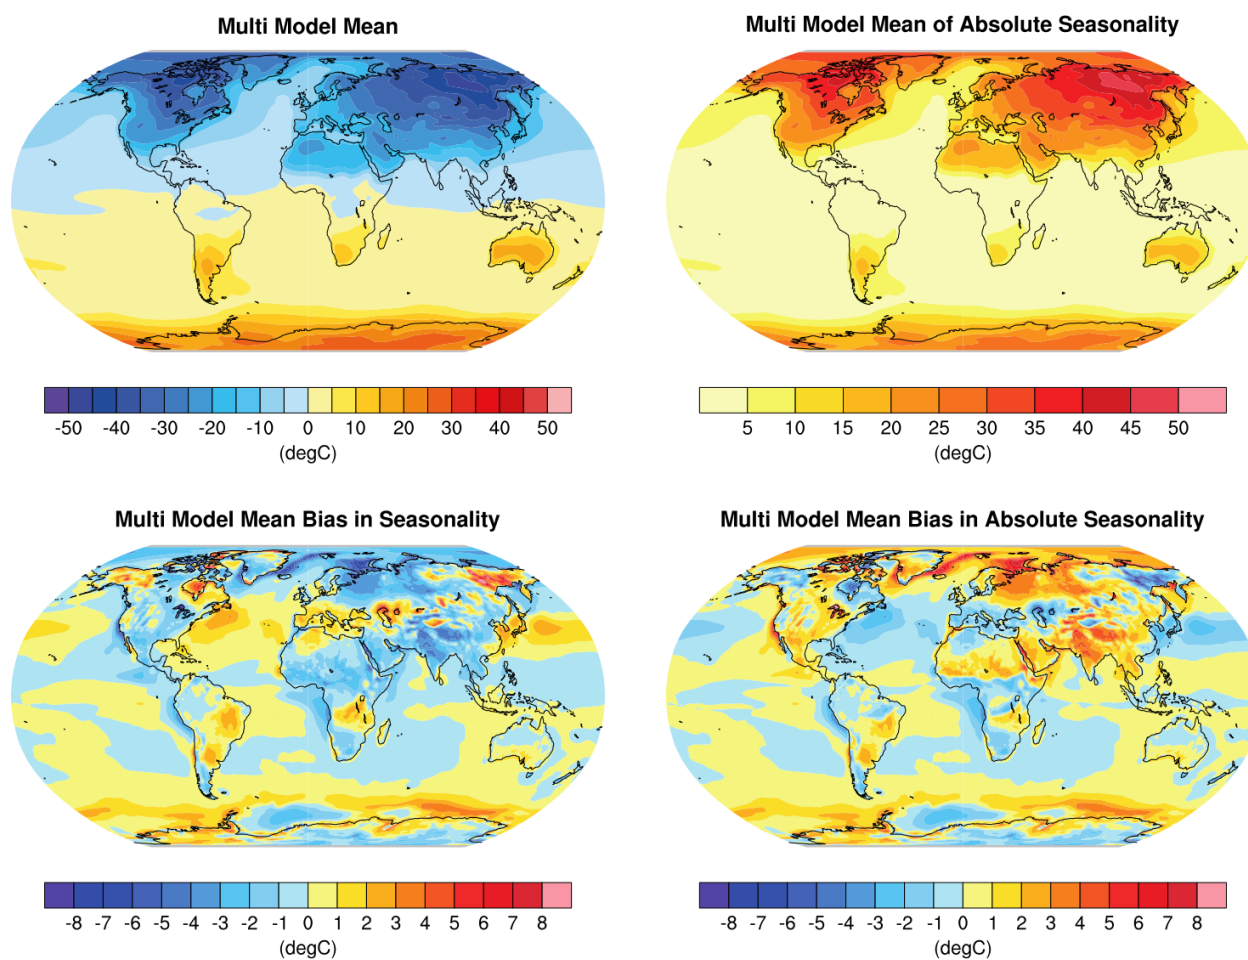 Multi Model Mean
Multi Model Mean of Absolute Seasonality
-50 -40 -30 -20 -10 0 10 20 30 40 50
(degC)
5 10 15 20 25 30 35 40 45 50
(degC)
Multi Model Mean Bias in Seasonality
Multi Model Mean Bias in Absolute Seasonality
-8 -7 -6 -5 -4 -3 -2 -1 0 1 2 3 4 5 6 7 8
(degC)
-8 -7 -6 -5 -4 -3 -2 -1 0 1 2 3 4 5 6 7 8
(degC)